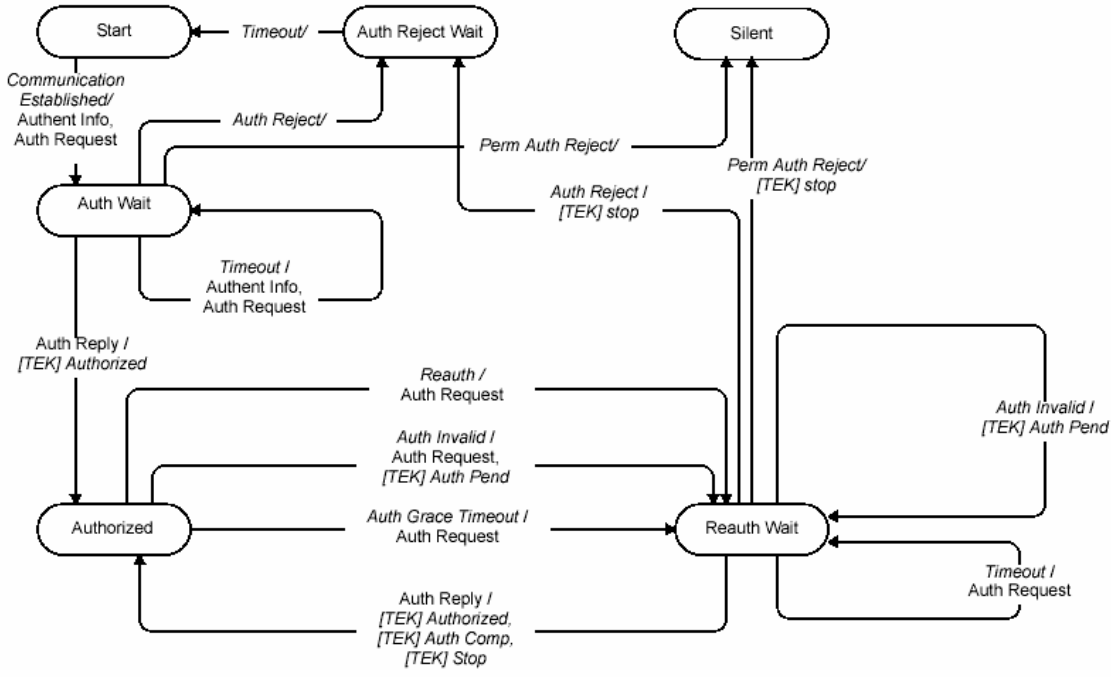 Start
Timeout/
Auth Reject Wait
Silent
Communication
Established/
Authent Info,
Auth Request
Auth Reject/
Perm Auth Reject/
Perm Auth Reject/
[TEK] stop
Auth Reject /
[TEK] stop
Auth Wait
Timeout /
Authent Info,
Auth Request
Auth Reply /
[TEK] Authorized
Reauth /
Auth Request
Auth Invalid /
[TEK] Auth Pend
Auth Invalid /
Auth Request,
[TEK] Auth Pend
Authorized
Auth Grace Timeout /
Auth Request
Reauth Wait
Timeout /
Auth Request
Auth Reply /
[TEK] Authorized,
[TEK] Auth Comp,
[TEK] Stop